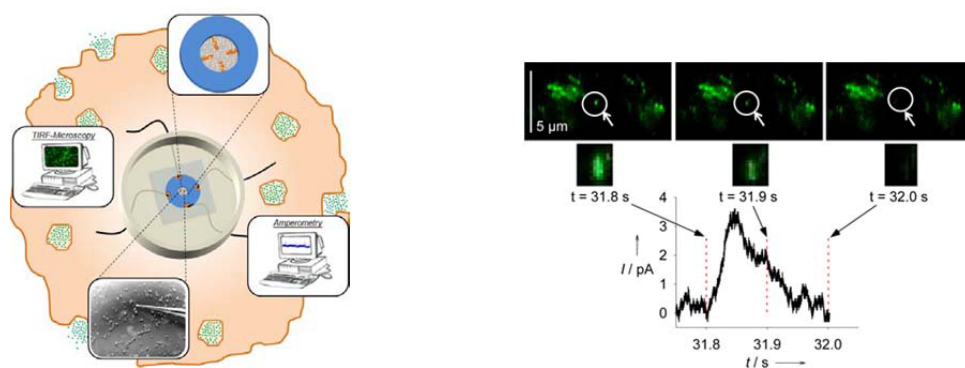 TIRF-Microscopy
Amperometry
5 µm
t = 31.8 s
t = 31.9 s
t = 32.0 s
4
3
2
1
0
I / pA
31.8
31.9
32.0
t / s